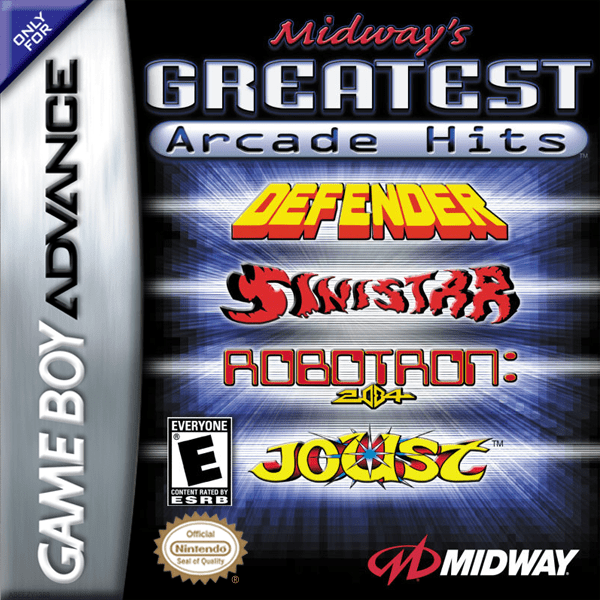 ONLY
FOR
GAME BOY ADVANCE
Midway's
GREATEST
Arcade Hits
TM
DEFENDER
SINISTAR
ROBOTRON:
2084
JOUST
TM
EVERYONE
®
E
CONTENT RATED BY
ESRB
Official
Nintendo
Seal of Quality
®
MIDWAY